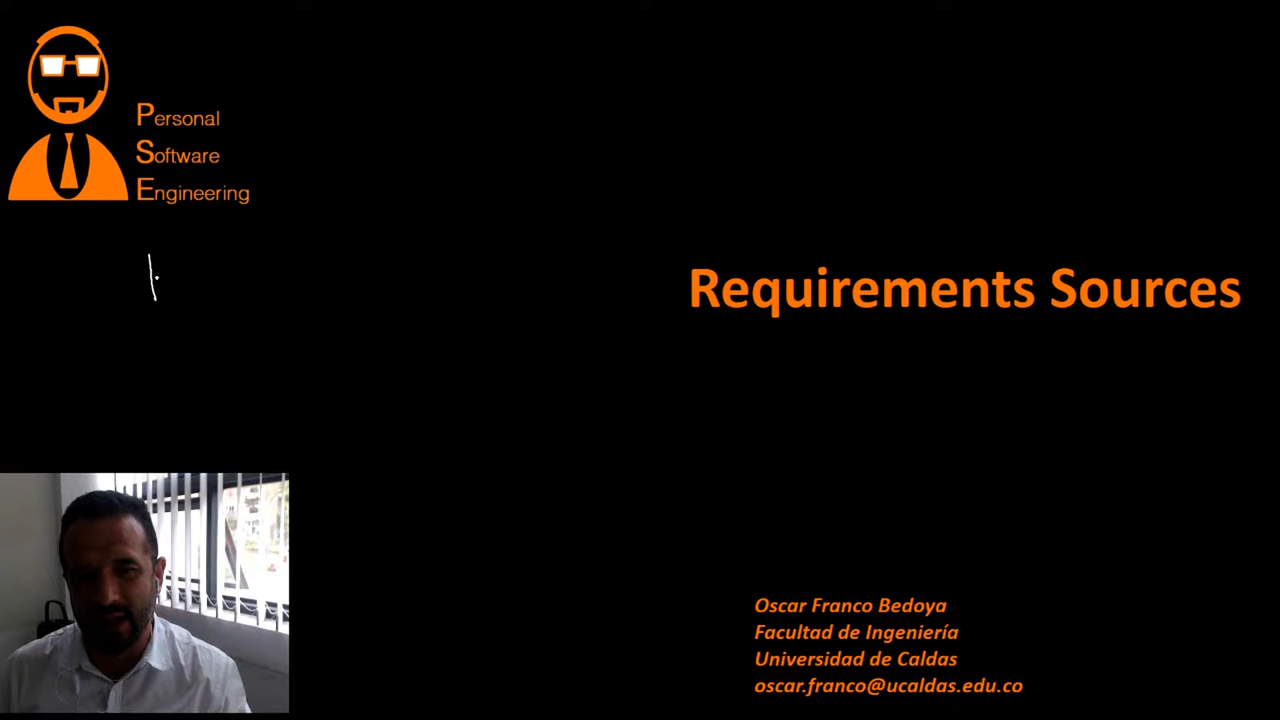 Personal
Software
Engineering
Requirements Sources
Oscar Franco Bedoya
Facultad de Ingeniería
Universidad de Caldas
oscar.franco@ucaldas.edu.co